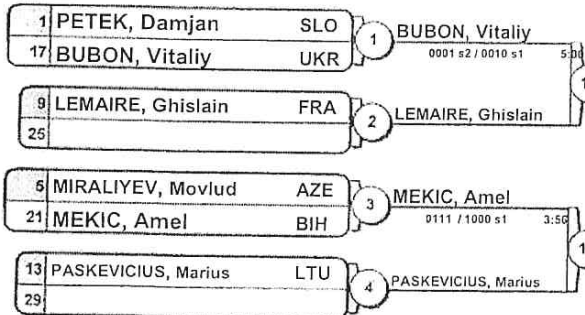 1 PETEK, Damjan SLO
17 BUBON, Vitaliy UKR
1
BUBON, Vitaliy
0001 s2 / 0010 s1
9 LEMAIRE, Ghislain FRA
25
2
LEMAIRE, Ghislain
5 MIRALIYEV, Movlud AZE
21 MEKIC, Amel BIH
3
MEKIC, Amel
0111 / 1000 s1
13 PASKEVICIUS, Marius LTU
29
4
PASKEVICIUS, Marius